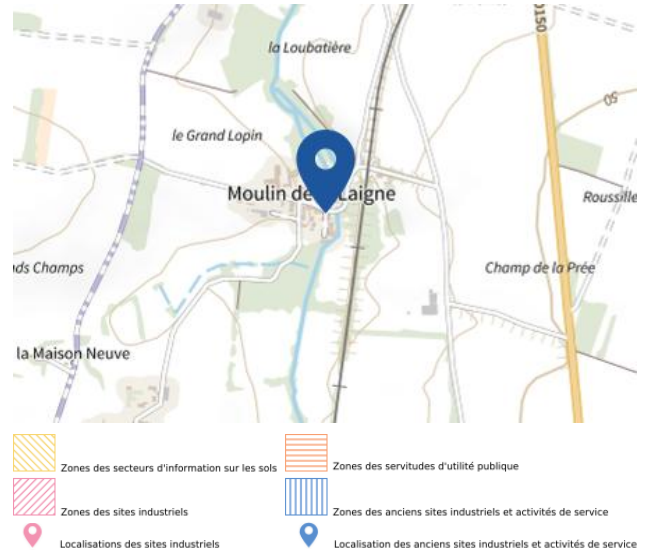 D0150
la Loubatière
50
le Grand Lopin
Moulin de Laigne
Roussille
ds Champs
Champ de la Prée
la Maison Neuve
Zones des secteurs d'information sur les sols
Zones des servitudes d'utilité publique
Zones des sites industriels
Zones des anciens sites industriels et activités de service
Localisations des sites industriels
Localisation des anciens sites industriels et activités de service